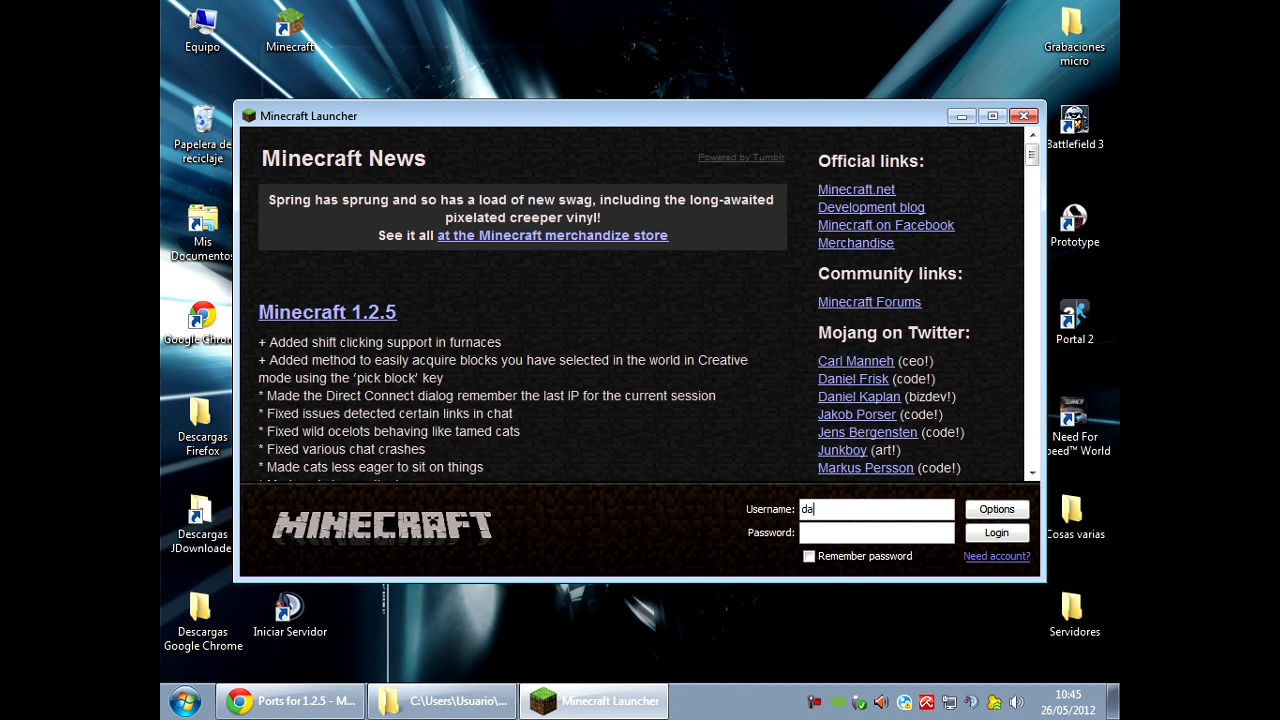 Equipo
Minecraft
Grabaciones
micro
Minecraft Launcher
Papelera de
reciclaje
Battlefield 3
Minecraft News
Powered by Tumblr
Spring has sprung and so has a load of new swag, including the long-awaited
pixelated creeper vinyl!
See it all at the Minecraft merchandize store
Minecraft 1.2.5
+ Added shift clicking support in furnaces
+ Added method to easily acquire blocks you have selected in the world in Creative
mode using the ‘pick block’ key
* Made the Direct Connect dialog remember the last IP for the current session
* Fixed issues detected certain links in chat
* Fixed wild ocelots behaving like tamed cats
* Fixed various chat crashes
* Made cats less eager to sit on things
Official links:
Minecraft.net
Development blog
Minecraft on Facebook
Merchandise
Community links:
Minecraft Forums
Mojang on Twitter:
Carl Manneh (ceo!)
Daniel Frisk (code!)
Daniel Kaplan (bizdev!)
Jakob Porser (code!)
Jens Bergensten (code!)
Junkboy (art!)
Markus Persson (code!)
MINECRAFT
Username: da
Options
Password:
Login
Remember password
Need account?
Mis
Documentos
Prototype
Google Chrom
Portal 2
Descargas
Firefox
Need For
Speed™ World
Descargas
JDownloade
Cosas varias
Descargas
Google Chrome
Iniciar Servidor
Servidores
Ports for 1.2.5 - M...
C:\Users\Usuario\...
Minecraft Launcher
10:45
26/05/2012